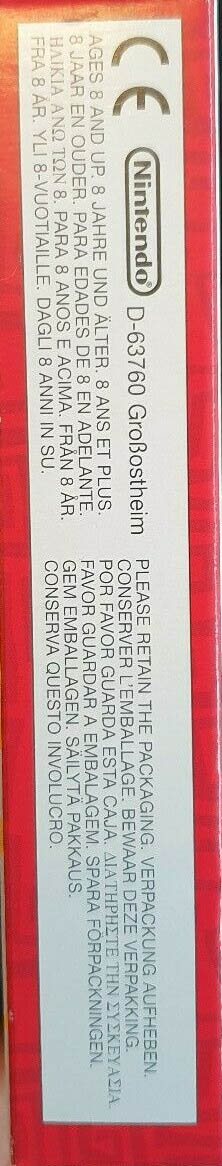 CE Nintendo® D-63760 Großostheim
AGES 8 AND UP. 8 JAHRE UND ÄLTER. 8 ANS ET PLUS.
8 JAAR EN OUDER. PARA EDADES DE 8 EN ADELANTE.
ΗΛΙΚΙΑ ΑΝΩ ΤΩΝ 8. PARA 8 ANOS E ACIMA. FRÅN 8 ÅR.
FRA 8 ÅR. YLI 8-VUOTIAILLE. DAGLI 8 ANNI IN SU.
PLEASE RETAIN THE PACKAGING. VERPACKUNG AUFHEBEN.
CONSERVER L'EMBALLAGE. BEWAAR DEZE VERPAKKING.
POR FAVOR GUARDA ESTA CAJA. ΔΙΑΤΗΡΗΣΤΕ ΤΗΝ ΣΥΣΚΕΥΑΣΙΑ.
FAVOR GUARDAR A EMBALAGEM. SPARA FÖRPACKNINGEN.
GEM EMBALLAGEN. SÄILYTÄ PAKKAUS.
CONSERVA QUESTO INVOLUCRO.